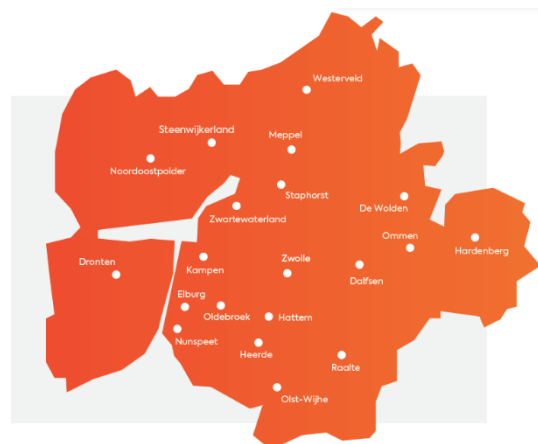 Westerveld
Steenwijkerland
Meppel
Noordoostpolder
Staphorst
De Wolden
Zwartewaterland
Ommen
Hardenberg
Dronten
Kampen
Zwolle
Dalfsen
Elburg
Oldebroek
Hattem
Nunspeet
Heerde
Raalte
Olst-Wijhe